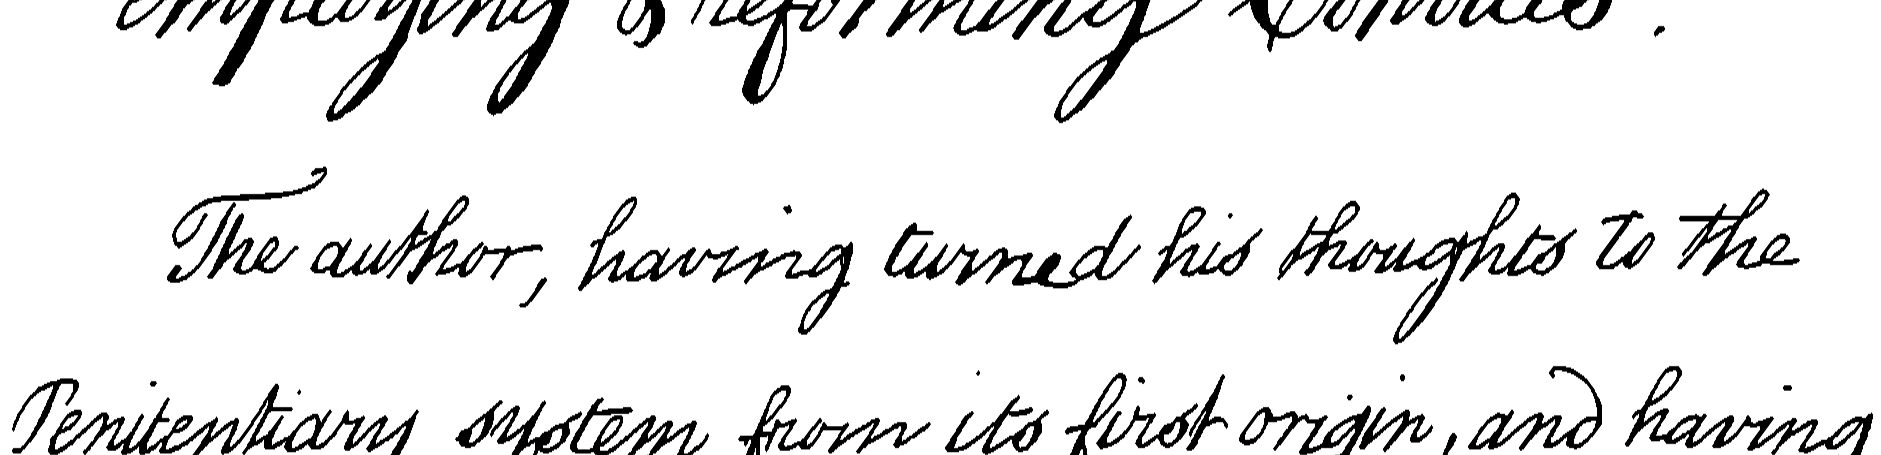 employing & reforming Convicts.
The author, having turned his thoughts to the
Penitentiary system from its first origin, and having